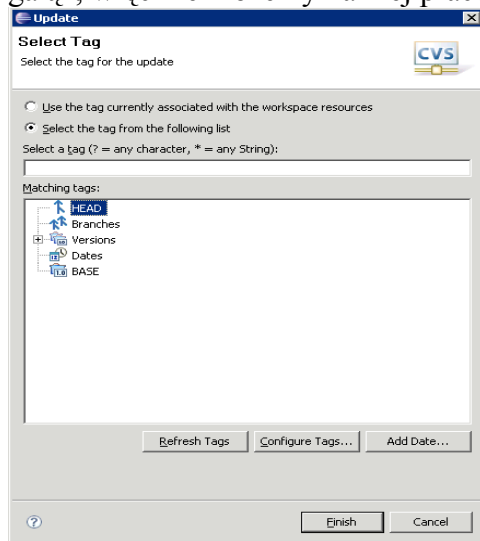 Update
Select Tag
Select the tag for the update
CVS
Use the tag currently associated with the workspace resources
Select the tag from the following list
Select a tag (? = any character, * = any String):
Matching tags:
HEAD
Branches
Versions
Dates
1.0 BASE
Refresh Tags Configure Tags... Add Date...
? Finish Cancel